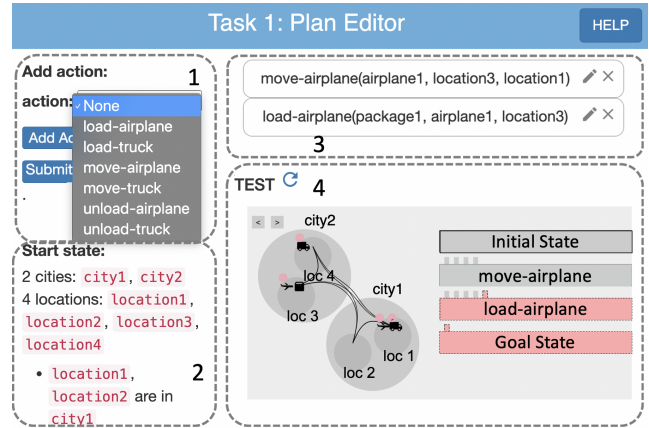 Task 1: Plan Editor
HELP
Add action:
1
action:
✓ None
load-airplane
load-truck
move-airplane
move-truck
unload-airplane
unload-truck
Add Ac
Submit
.
Start state:
2 cities: city1, city2
4 locations: location1,
location2, location3,
location4
• location1,
location2 are in
city1
2
move-airplane(airplane1, location3, location1)
load-airplane(package1, airplane1, location3)
3
TEST
4
< >
city2
loc 4
loc 3
city1
loc 1
loc 2
Initial State
move-airplane
load-airplane
Goal State